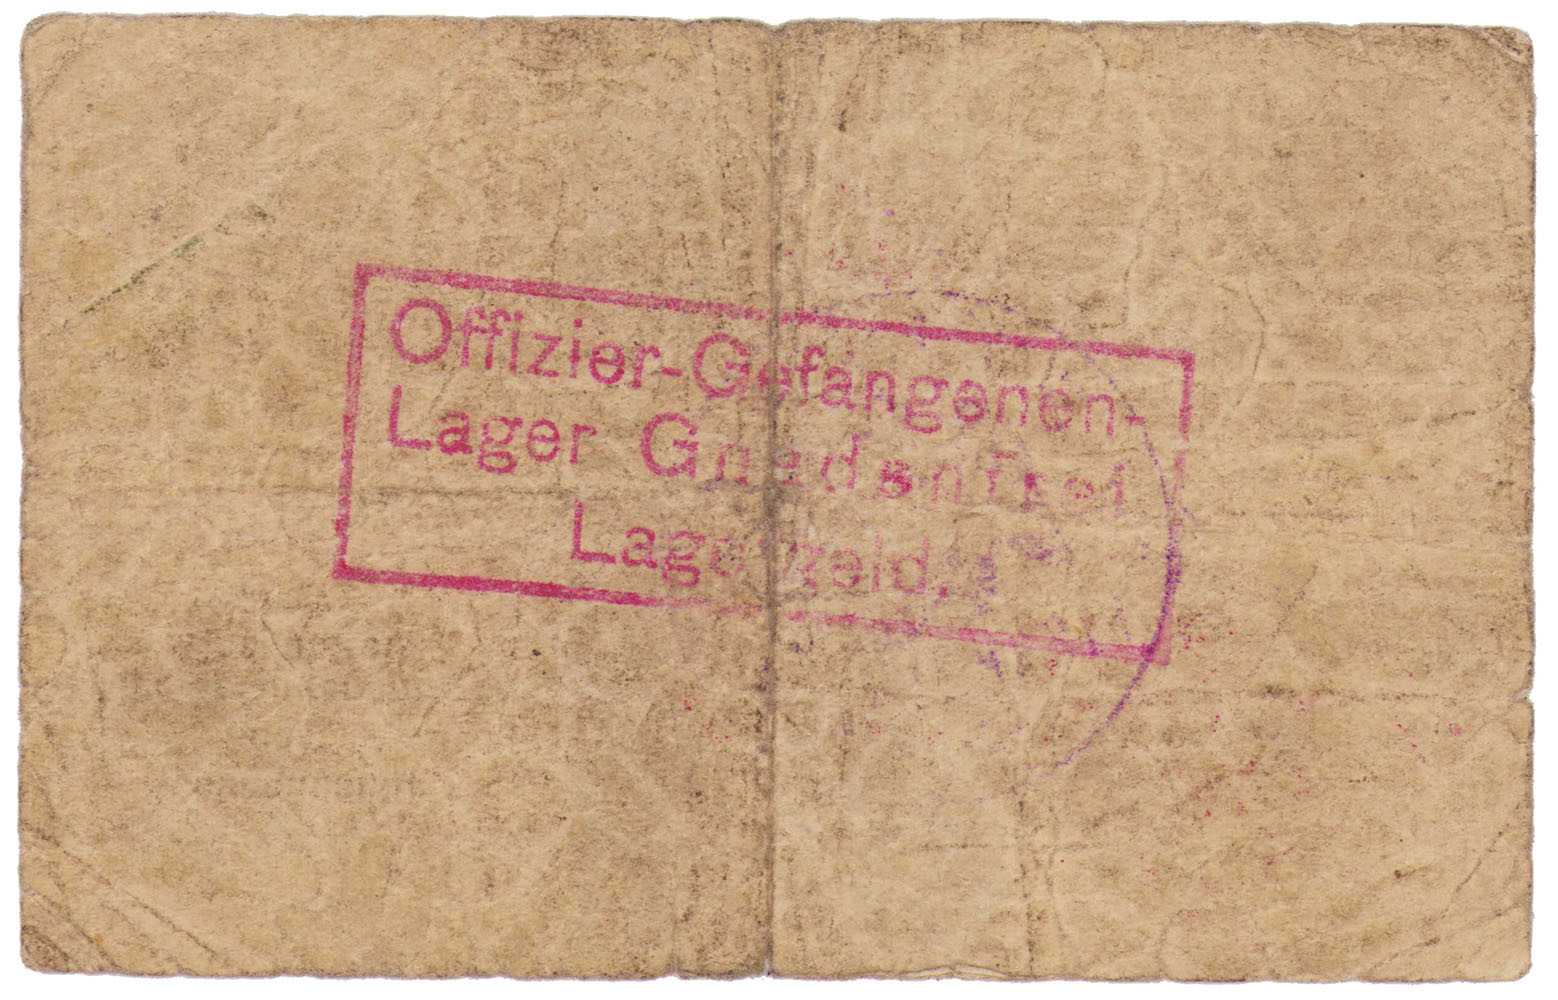 Offizier-Gefangenen-
Lager Gnadenfrei
Lagergeld.